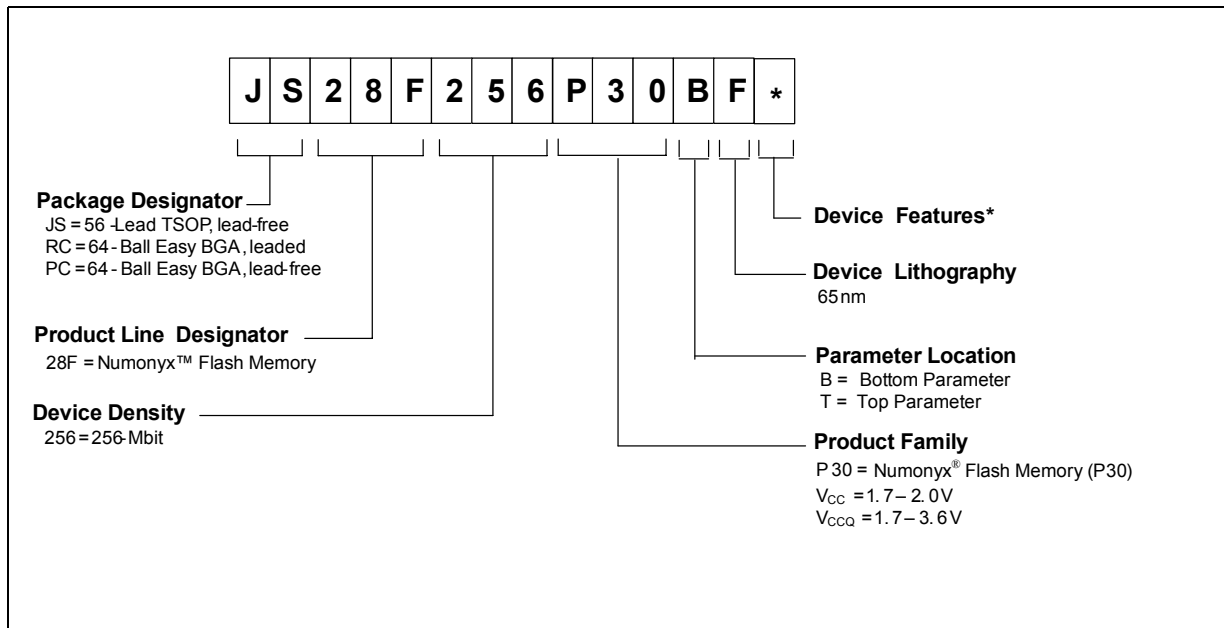 J S 2 8 F 2 5 6 P 3 0 B F *
Package Designator
JS = 56 -Lead TSOP, lead-free
RC = 64 - Ball Easy BGA, leaded
PC = 64 - Ball Easy BGA, lead-free
Product Line Designator
28F = Numonyx™ Flash Memory
Device Density
256 = 256-Mbit
Device Features*
Device Lithography
65nm
Parameter Location
B = Bottom Parameter
T = Top Parameter
Product Family
P30 = Numonyx® Flash Memory (P30)
VCC = 1.7 – 2.0V
VCCQ = 1.7 – 3.6V